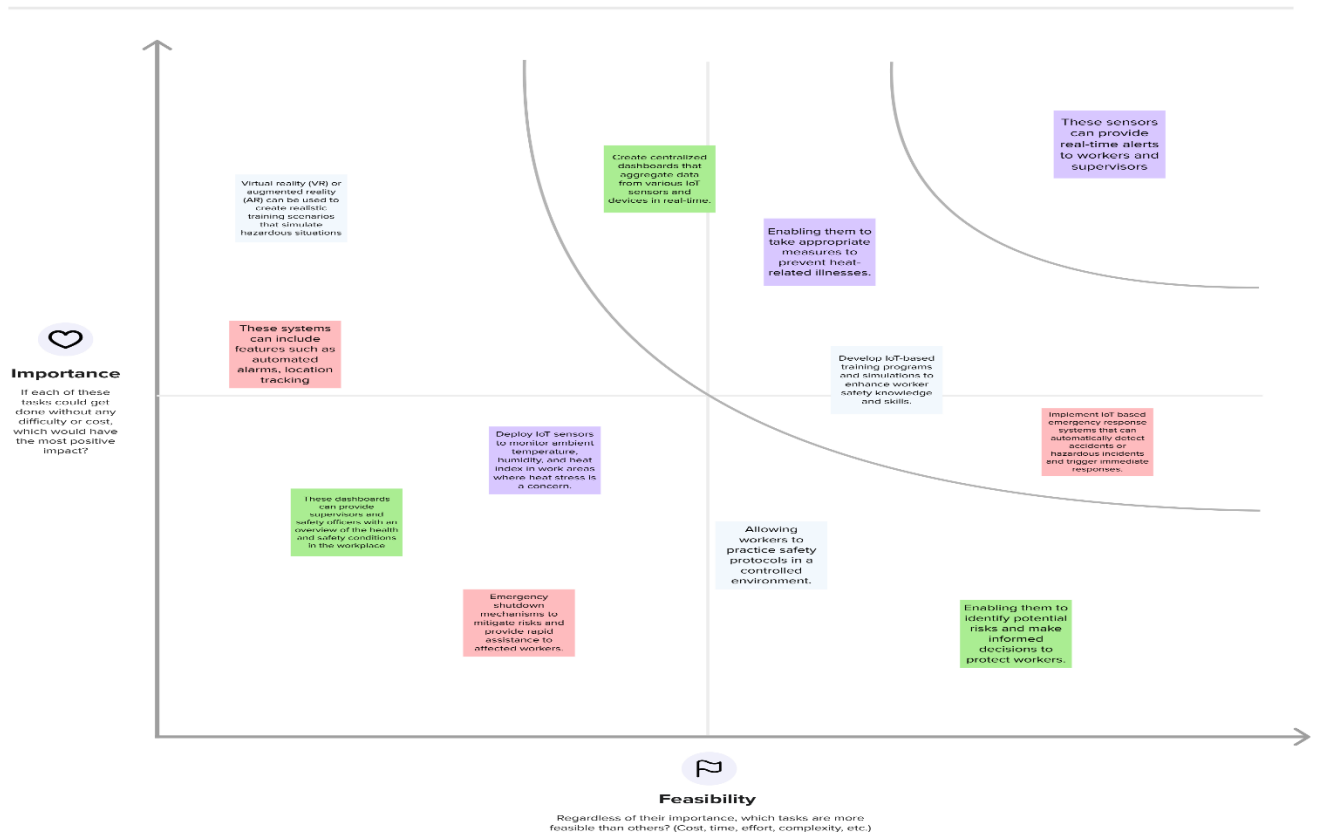 These sensors
can provide
real-time alerts
to workers and
supervisors
Create centralized
dashboards that
aggregate data
from various IoT
sensors and
devices in real-time.
Virtual reality (VR) or
augmented reality
(AR) can be used to
create realistic
training scenarios
that simulate
hazardous situations
Enabling them to
take appropriate
measures to
prevent heat-
related illnesses.
These systems
can include
features such as
automated
alarms, location
tracking
Importance
If each of these
tasks could get
done without any
difficulty or cost,
which would have
the most positive
impact?
Develop IoT-based
training programs
and simulations to
enhance worker
safety knowledge
and skills.
Implement IoT-based
emergency response
systems that can
automatically detect
accidents or
hazardous incidents
and trigger immediate
responses.
Deploy IoT sensors
to monitor ambient
temperature,
humidity, and heat
index in work areas
where heat stress is
a concern.
These dashboards
can provide
supervisors and
safety officers with an
overview of the health
and safety conditions
in the workplace
Allowing
workers to
practice safety
protocols in a
controlled
environment.
Emergency
shutdown
mechanisms to
mitigate risks and
provide rapid
assistance to
affected workers.
Enabling them to
identify potential
risks and make
informed
decisions to
protect workers.
Feasibility
Regardless of their importance, which tasks are more
feasible than others? (Cost, time, effort, complexity, etc.)